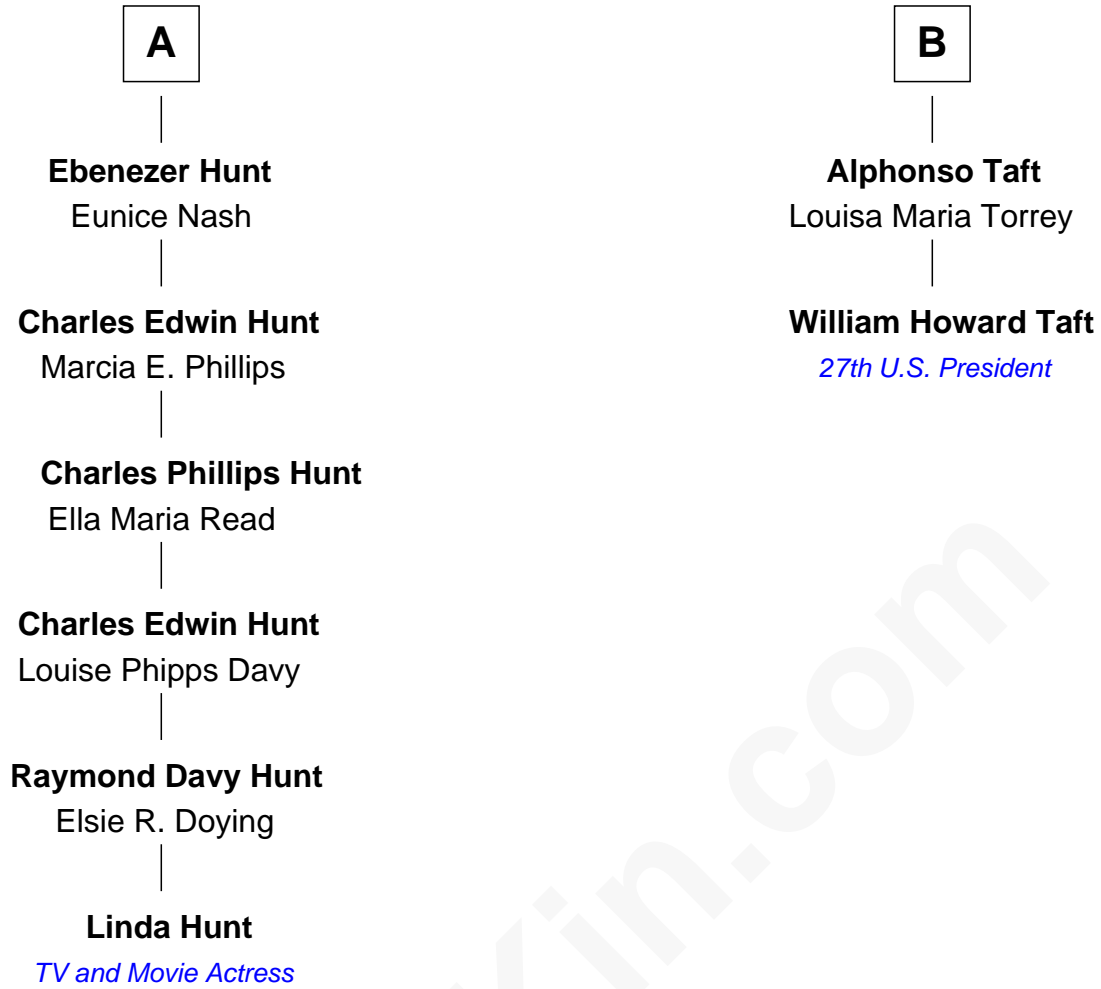 A
Ebenezer Hunt
Eunice Nash
Charles Edwin Hunt
Marcia E. Phillips
Charles Phillips Hunt
Ella Maria Read
Charles Edwin Hunt
Louise Phipps Davy
Raymond Davy Hunt
Elsie R. Doying
Linda Hunt
TV and Movie Actress
B
Alphonso Taft
Louisa Maria Torrey
William Howard Taft
27th U.S. President